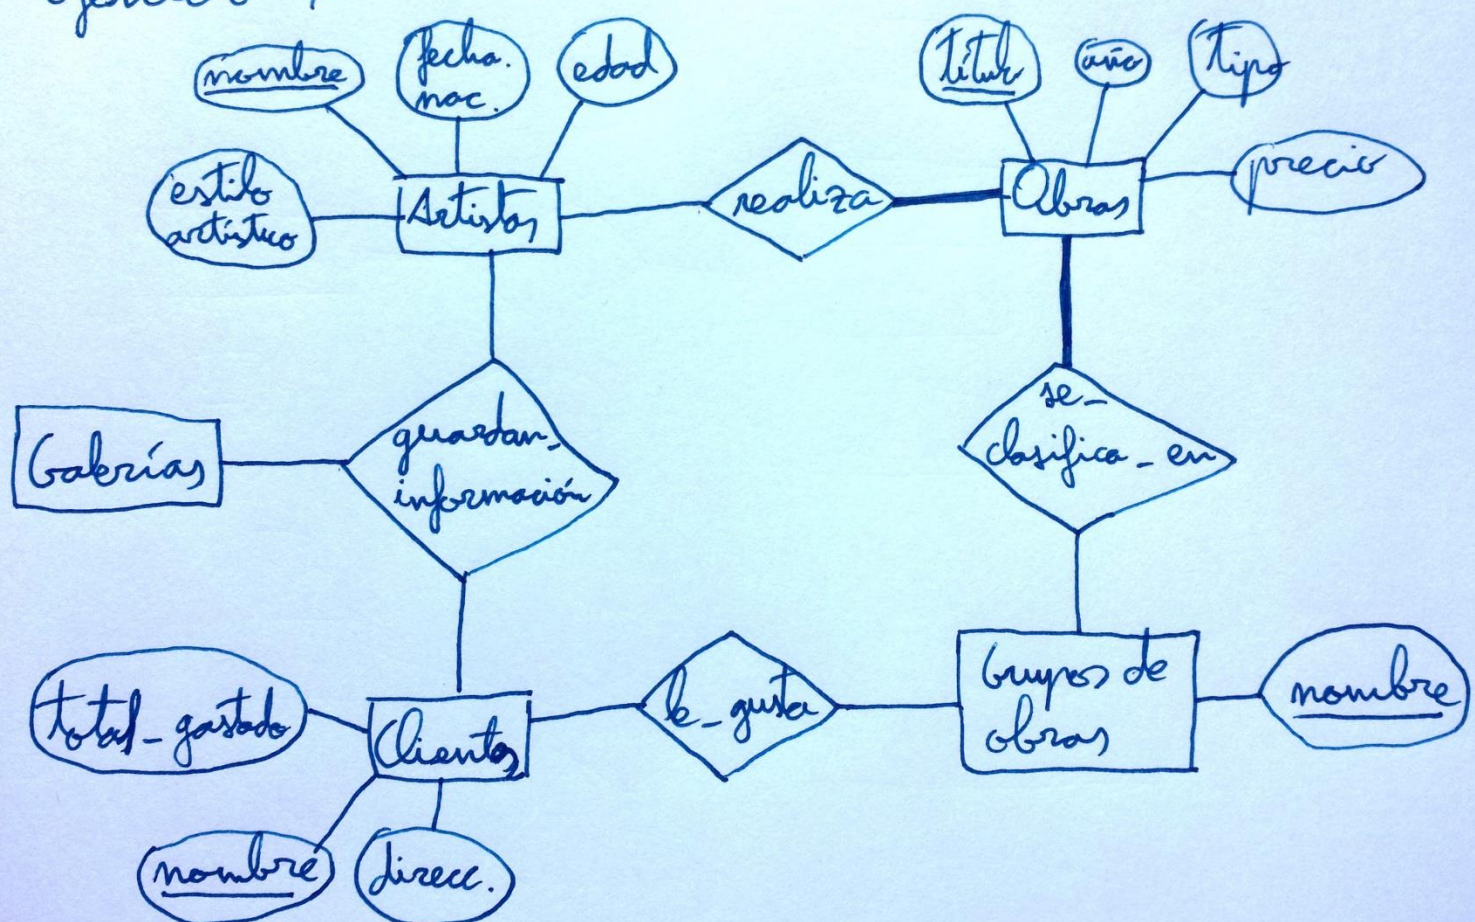 nombre
fecha.
nac.
edad
título
año
tipo
estilo
artístico
Artistas
realiza
Obras
precio
Galerías
guardan_
información
se_
clasifica_en
total_gastado
Clientes
le_gusta
Grupos de
obras
nombre
nombre
direcc.